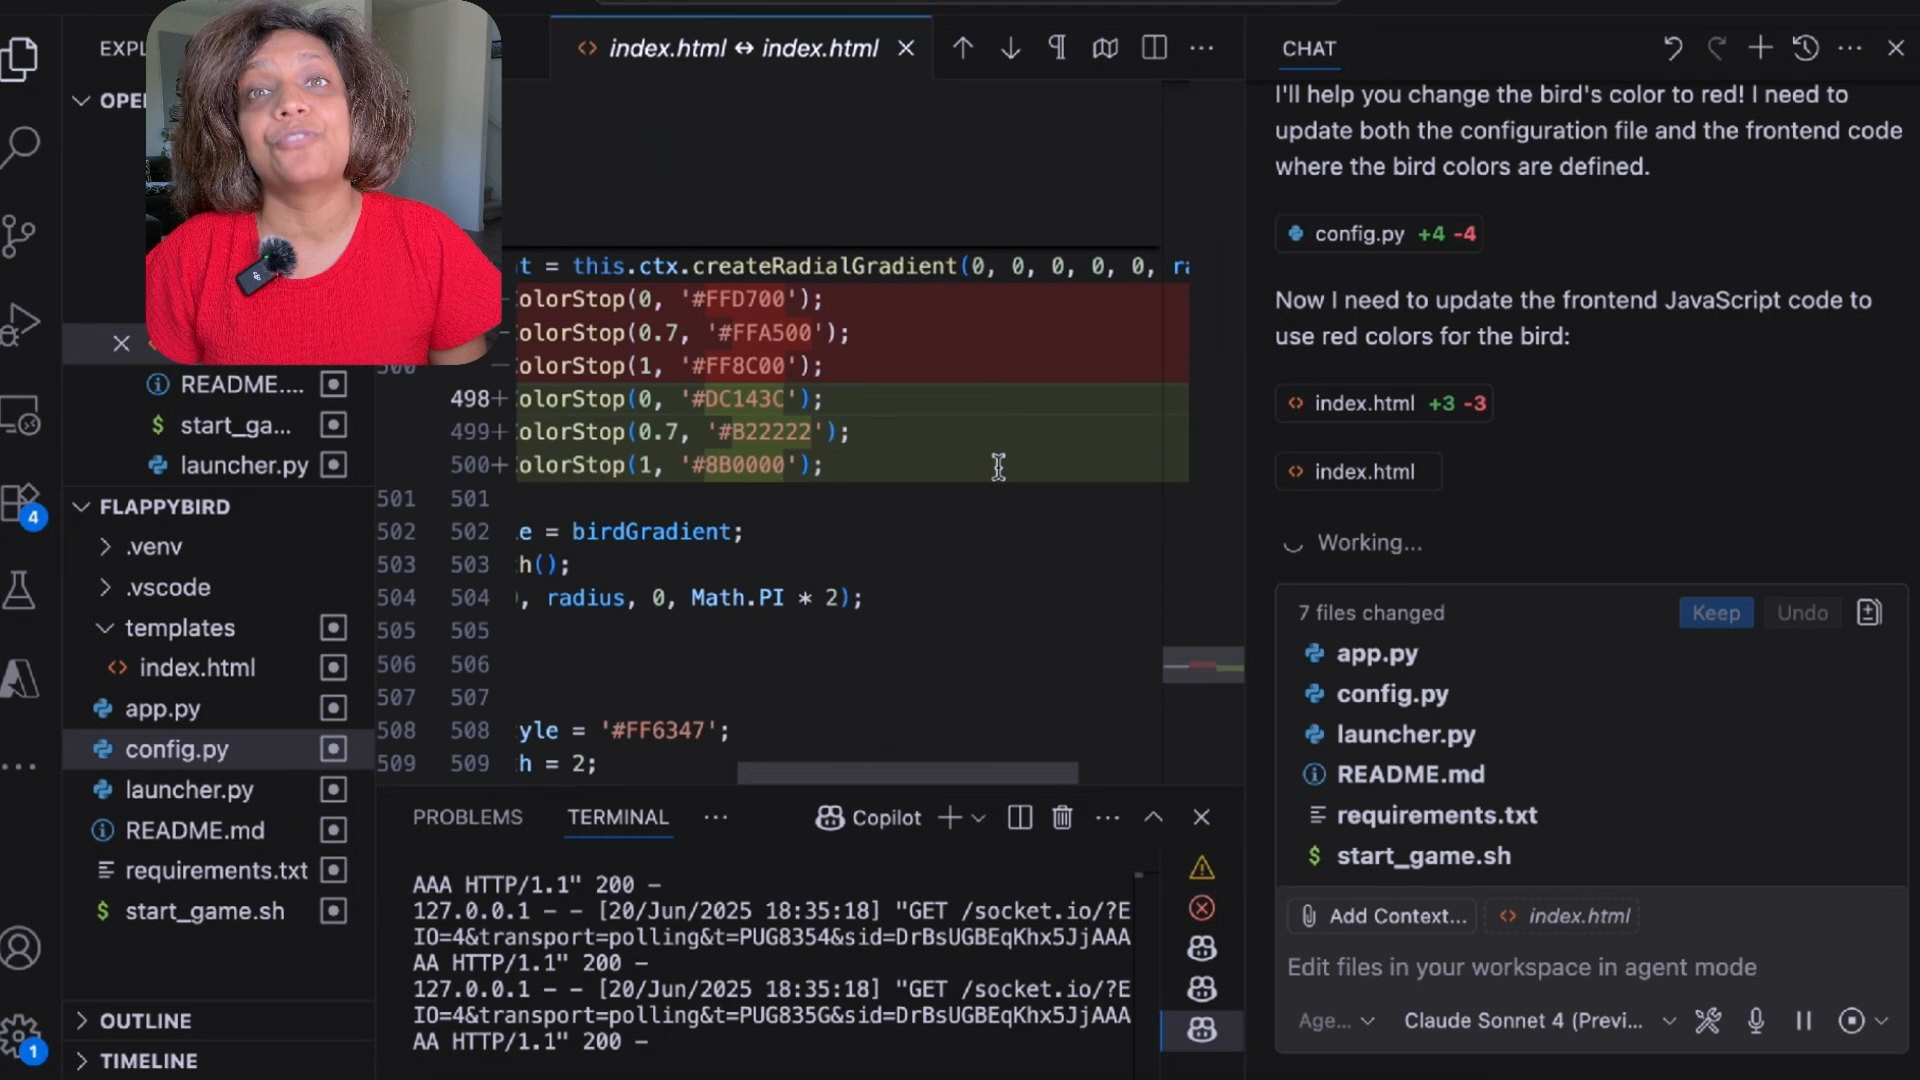 EXPL
OPE
README....
start_ga...
launcher.py
FLAPPYBIRD
.venv
.vscode
templates
index.html
app.py
config.py
launcher.py
README.md
requirements.txt
start_game.sh
OUTLINE
TIMELINE
4
1
index.html ↔ index.html
t = this.ctx.createRadialGradient(0, 0, 0, 0, 0, ra
olorStop(0, '#FFD700');
olorStop(0.7, '#FFA500');
500 — olorStop(1, '#FF8C00');
498+ olorStop(0, '#DC143C');
499+ olorStop(0.7, '#B22222');
500+ olorStop(1, '#8B0000');
501 501
502 502 e = birdGradient;
503 503 h();
504 504 , radius, 0, Math.PI * 2);
505 505
506 506
507 507
508 508 yle = '#FF6347';
509 509 h = 2;
PROBLEMS TERMINAL ... Copilot
AAA HTTP/1.1" 200 -
127.0.0.1 - - [20/Jun/2025 18:35:18] "GET /socket.io/?E
IO=4&transport=polling&t=PUG8354&sid=DrBsUGBEqKhx5JjAAA
AA HTTP/1.1" 200 -
127.0.0.1 - - [20/Jun/2025 18:35:18] "GET /socket.io/?E
IO=4&transport=polling&t=PUG835G&sid=DrBsUGBEqKhx5JjAAA
AA HTTP/1.1" 200 -
CHAT
I'll help you change the bird's color to red! I need to
update both the configuration file and the frontend code
where the bird colors are defined.
config.py +4 -4
Now I need to update the frontend JavaScript code to
use red colors for the bird:
index.html +3 -3
index.html
Working...
7 files changed Keep Undo
app.py
config.py
launcher.py
README.md
requirements.txt
start_game.sh
Add Context... index.html
Edit files in your workspace in agent mode
Age... Claude Sonnet 4 (Previ...